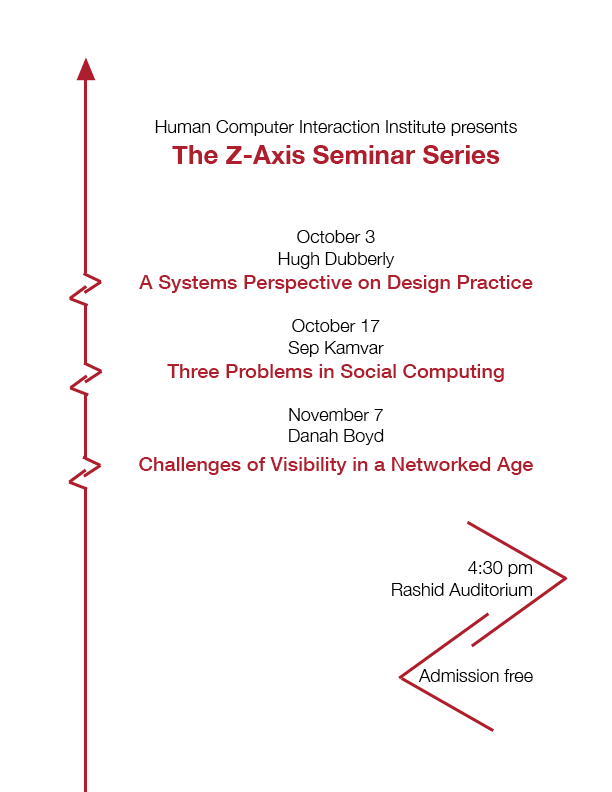 Human Computer Interaction Institute presents
The Z-Axis Seminar Series
October 3
Hugh Dubberly
A Systems Perspective on Design Practice
October 17
Sep Kamvar
Three Problems in Social Computing
November 7
Danah Boyd
Challenges of Visibility in a Networked Age
4:30 pm
Rashid Auditorium
Admission free